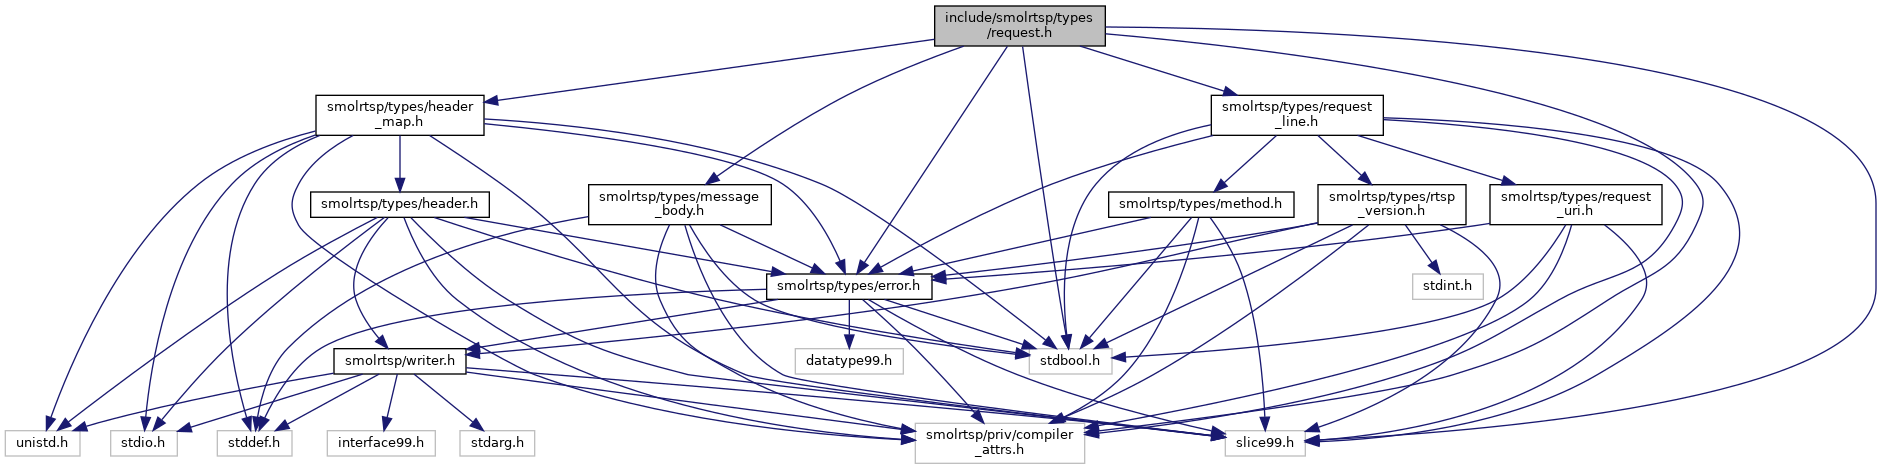 include/smolrtsp/types
/request.h
smolrtsp/types/header
_map.h
smolrtsp/types/request
_line.h
smolrtsp/types/header.h
smolrtsp/types/message
_body.h
smolrtsp/types/method.h
smolrtsp/types/rtsp
_version.h
smolrtsp/types/request
_uri.h
smolrtsp/types/error.h
stdint.h
smolrtsp/writer.h
datatype99.h
stdbool.h
unistd.h
stdio.h
stddef.h
interface99.h
stdarg.h
smolrtsp/priv/compiler
_attrs.h
slice99.h